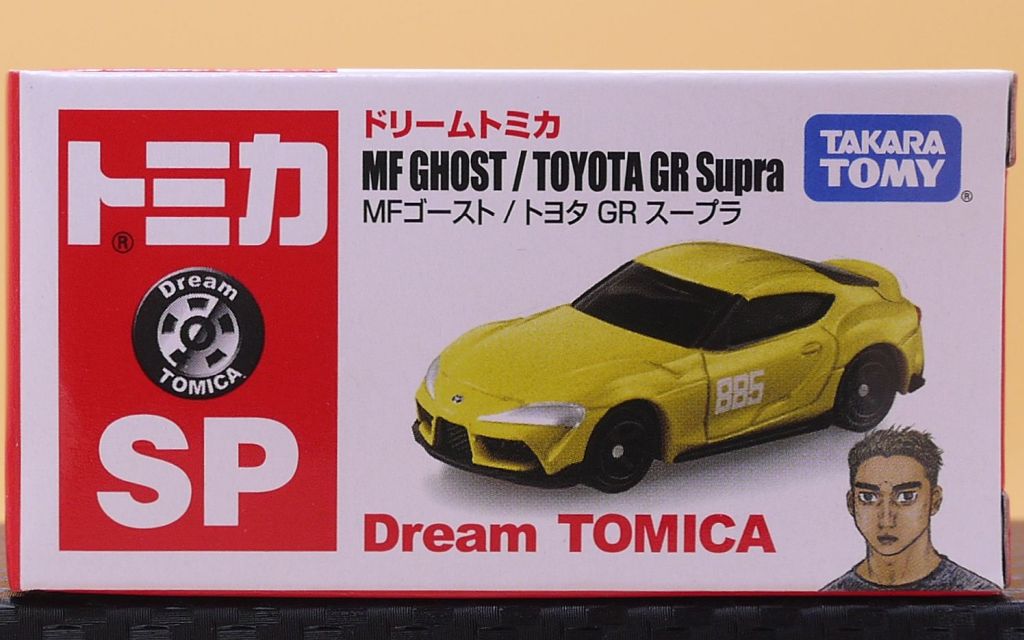 トミカ
®
Dream
TOMICA
SP
ドリームトミカ
MF GHOST / TOYOTA GR Supra
MFゴースト / トヨタ GR スープラ
TAKARA
TOMY
®
885
Dream TOMICA